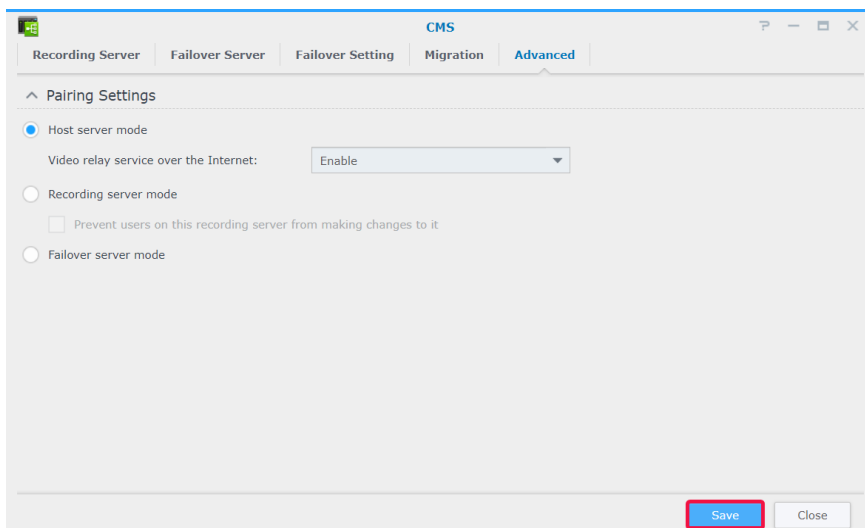 CMS
Recording Server Failover Server Failover Setting Migration Advanced
Pairing Settings
Host server mode
Video relay service over the Internet: Enable
Recording server mode
Prevent users on this recording server from making changes to it
Failover server mode
Save Close